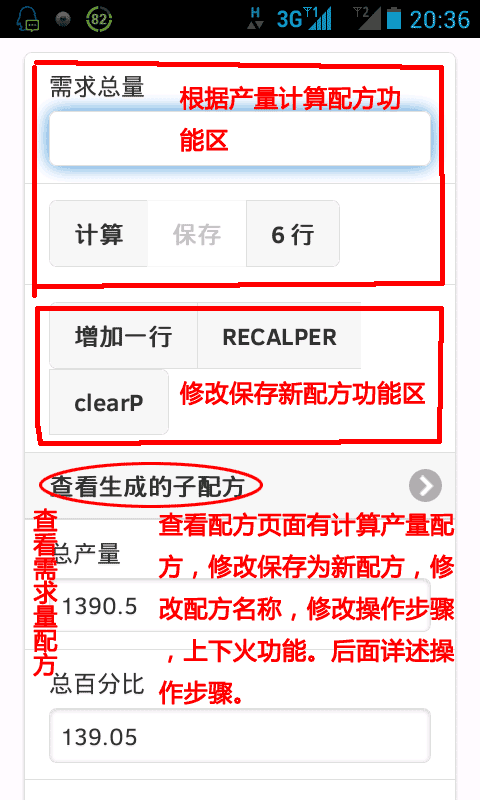 82 H 3G T1 T2 20:36
需求总量
根据产量计算配方功
能区
计算 保存 6 行
增加一行 RECALPER
clearP
修改保存新配方功能区
查看生成的子配方
查看需求量配方
查看配方页面有计算产量配
方，修改保存为新配方，修
改配方名称，修改操作步骤
，上下火功能。后面详述操
作步骤。
总产量
1390.5
总百分比
139.05